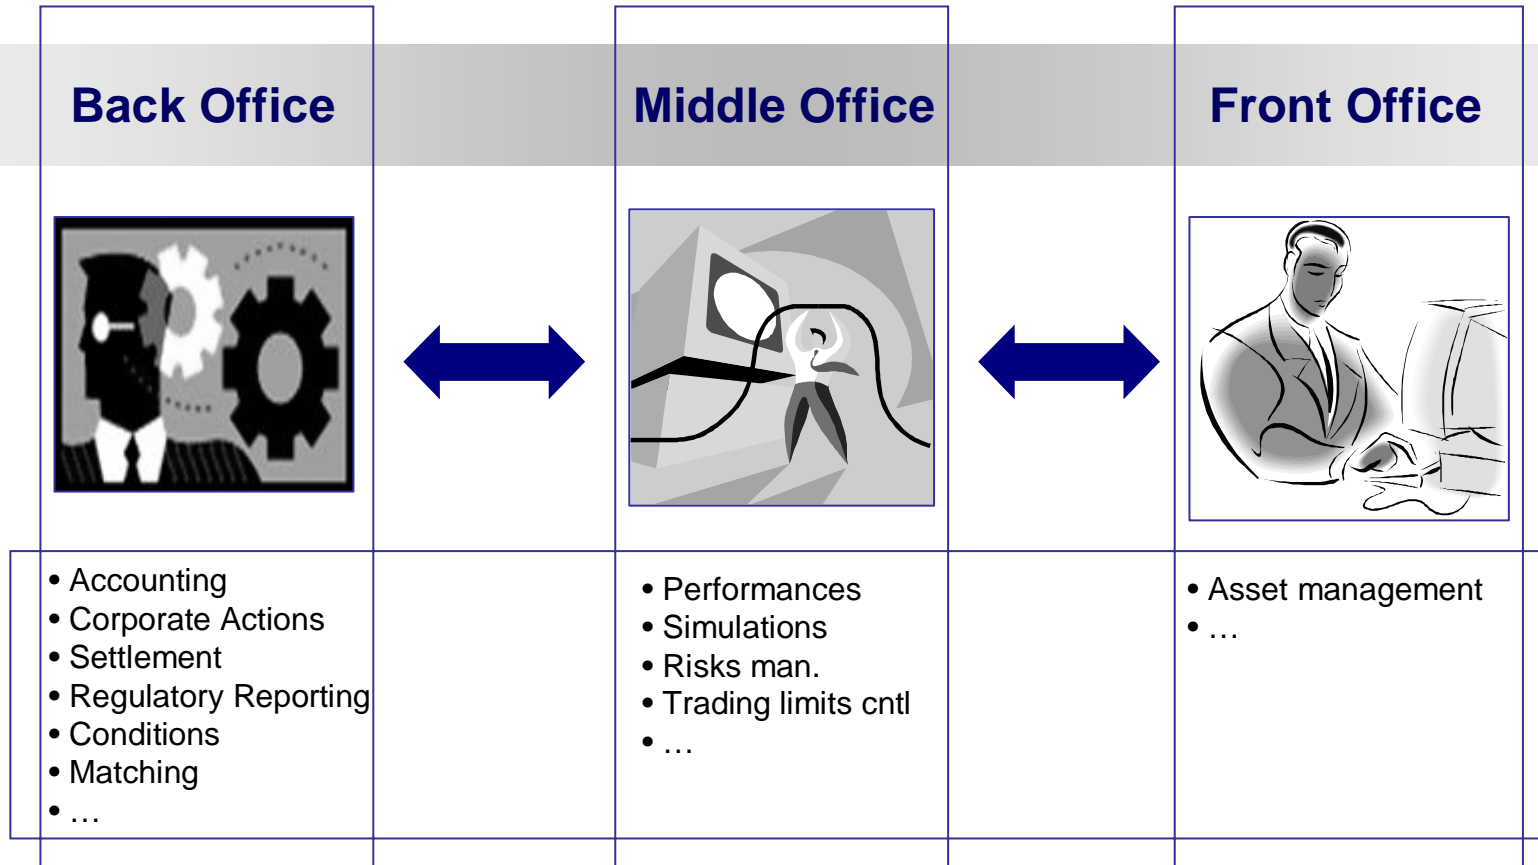 Back Office
Middle Office
Front Office
• Accounting
• Corporate Actions
• Settlement
• Regulatory Reporting
• Conditions
• Matching
• …
• Performances
• Simulations
• Risks man.
• Trading limits cntl
• …
• Asset management
• …